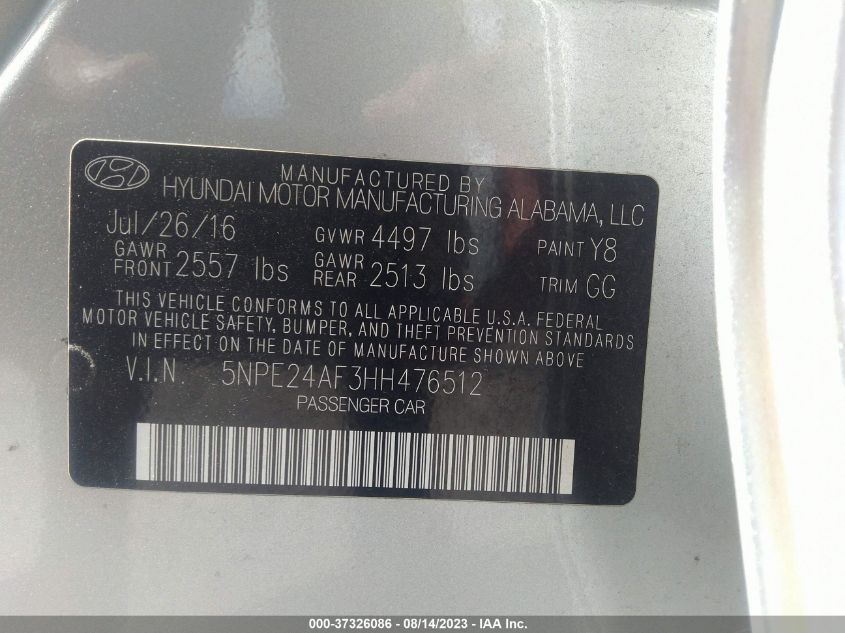 MANUFACTURED BY
HYUNDAI MOTOR MANUFACTURING ALABAMA, LLC
Jul/26/16 GVWR 4497 lbs PAINT Y8
GAWR FRONT 2557 lbs GAWR REAR 2513 lbs TRIM GG
THIS VEHICLE CONFORMS TO ALL APPLICABLE U.S.A. FEDERAL
MOTOR VEHICLE SAFETY, BUMPER, AND THEFT PREVENTION STANDARDS
IN EFFECT ON THE DATE OF MANUFACTURE SHOWN ABOVE
V.I.N. 5NPE24AF3HH476512
PASSENGER CAR
000-37326086 - 08/14/2023 - IAA Inc.